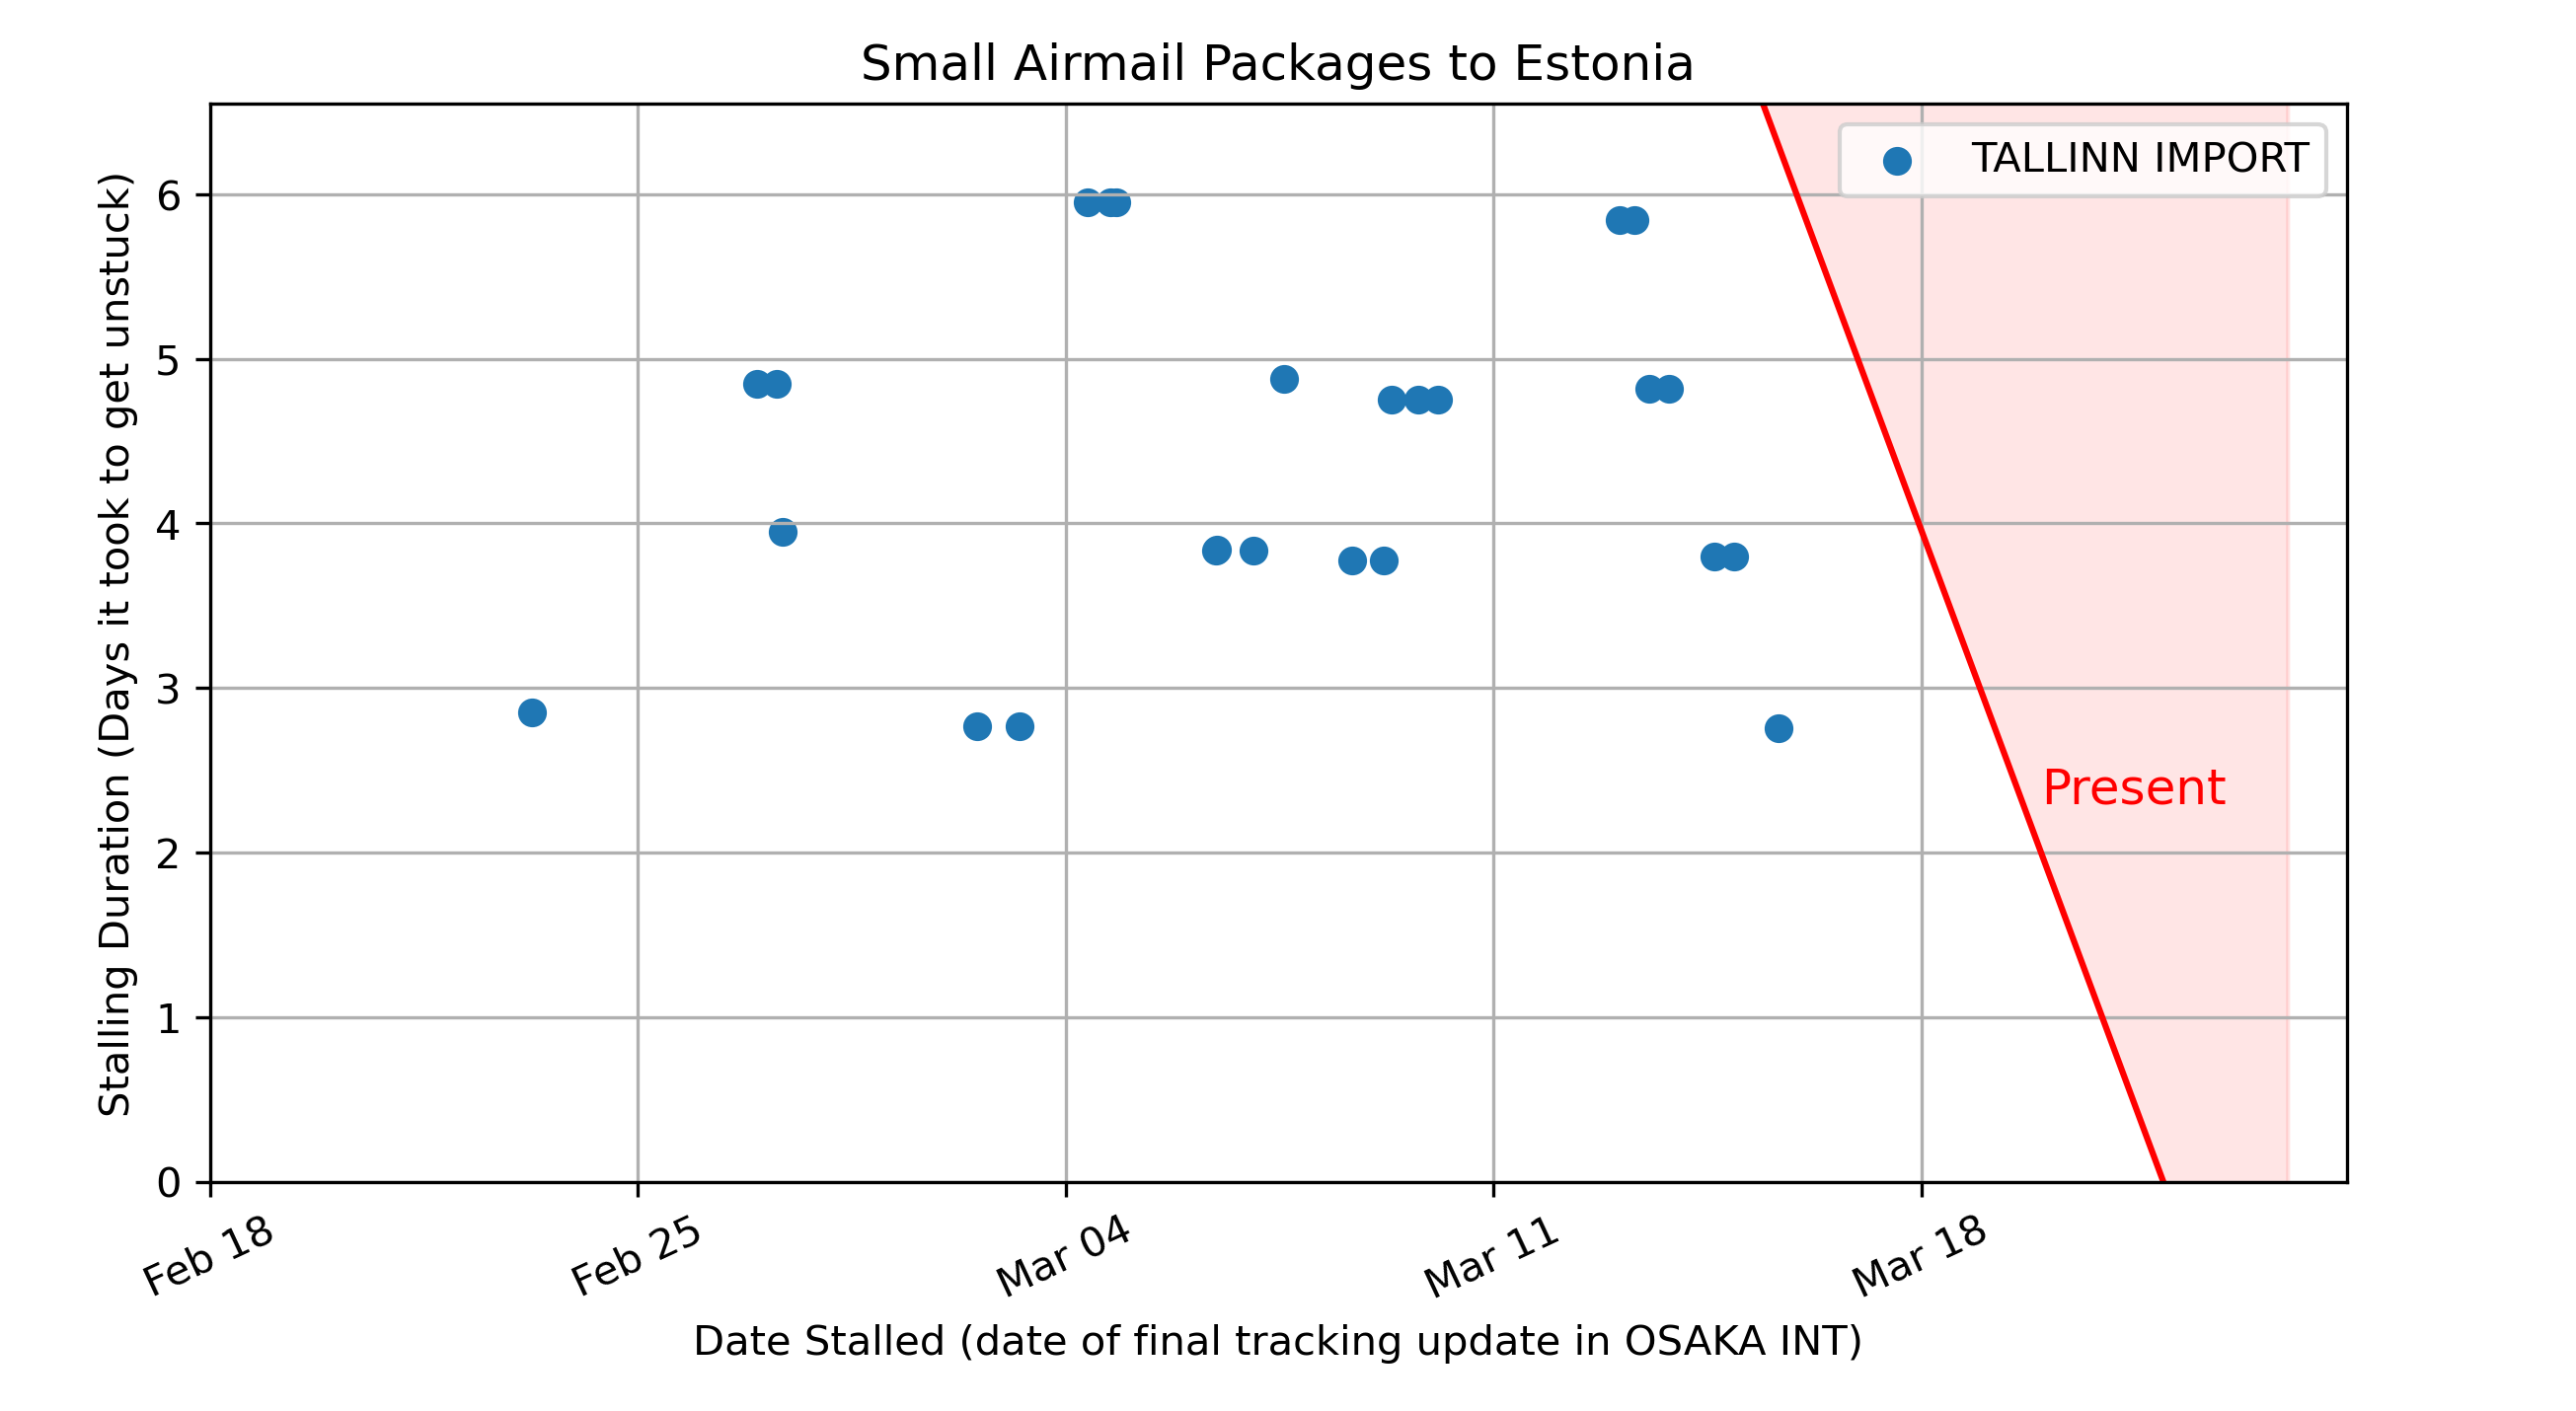 Small Airmail Packages to Estonia
TALLINN IMPORT
Stalling Duration (Days it took to get unstuck)
6
5
4
3
2
1
0
Present
Feb 18
Feb 25
Mar 04
Mar 11
Mar 18
Date Stalled (date of final tracking update in OSAKA INT)